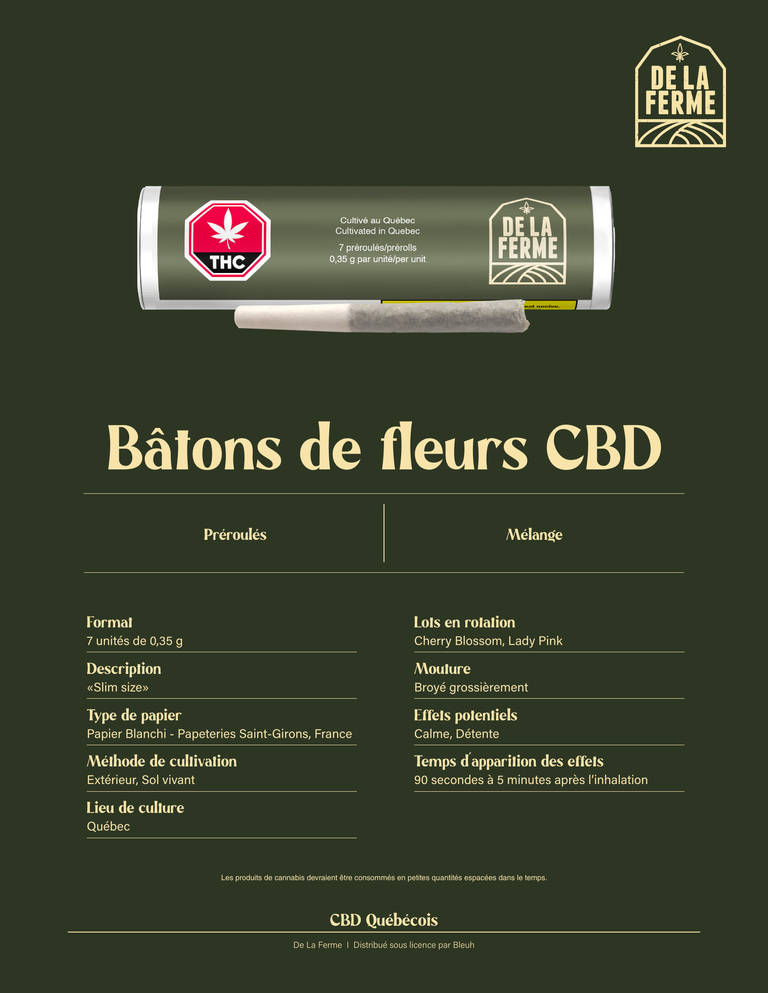 DE LA
FERME
THC
Cultivé au Québec
Cultivated in Quebec
7 préroulés/prérolls
0,35 g par unité/per unit
DE LA
FERME
Bâtons de fleurs CBD
Préroulés
Mélange
Format
7 unités de 0,35 g
Description
«Slim size»
Type de papier
Papier Blanchi - Papeteries Saint-Girons, France
Méthode de cultivation
Extérieur, Sol vivant
Lieu de culture
Québec
Lots en rotation
Cherry Blossom, Lady Pink
Mouture
Broyé grossièrement
Effets potentiels
Calme, Détente
Temps d'apparition des effets
90 secondes à 5 minutes après l'inhalation
Les produits de cannabis devraient être consommés en petites quantités espacées dans le temps.
CBD Québécois
De La Ferme | Distribué sous licence par Bleuh